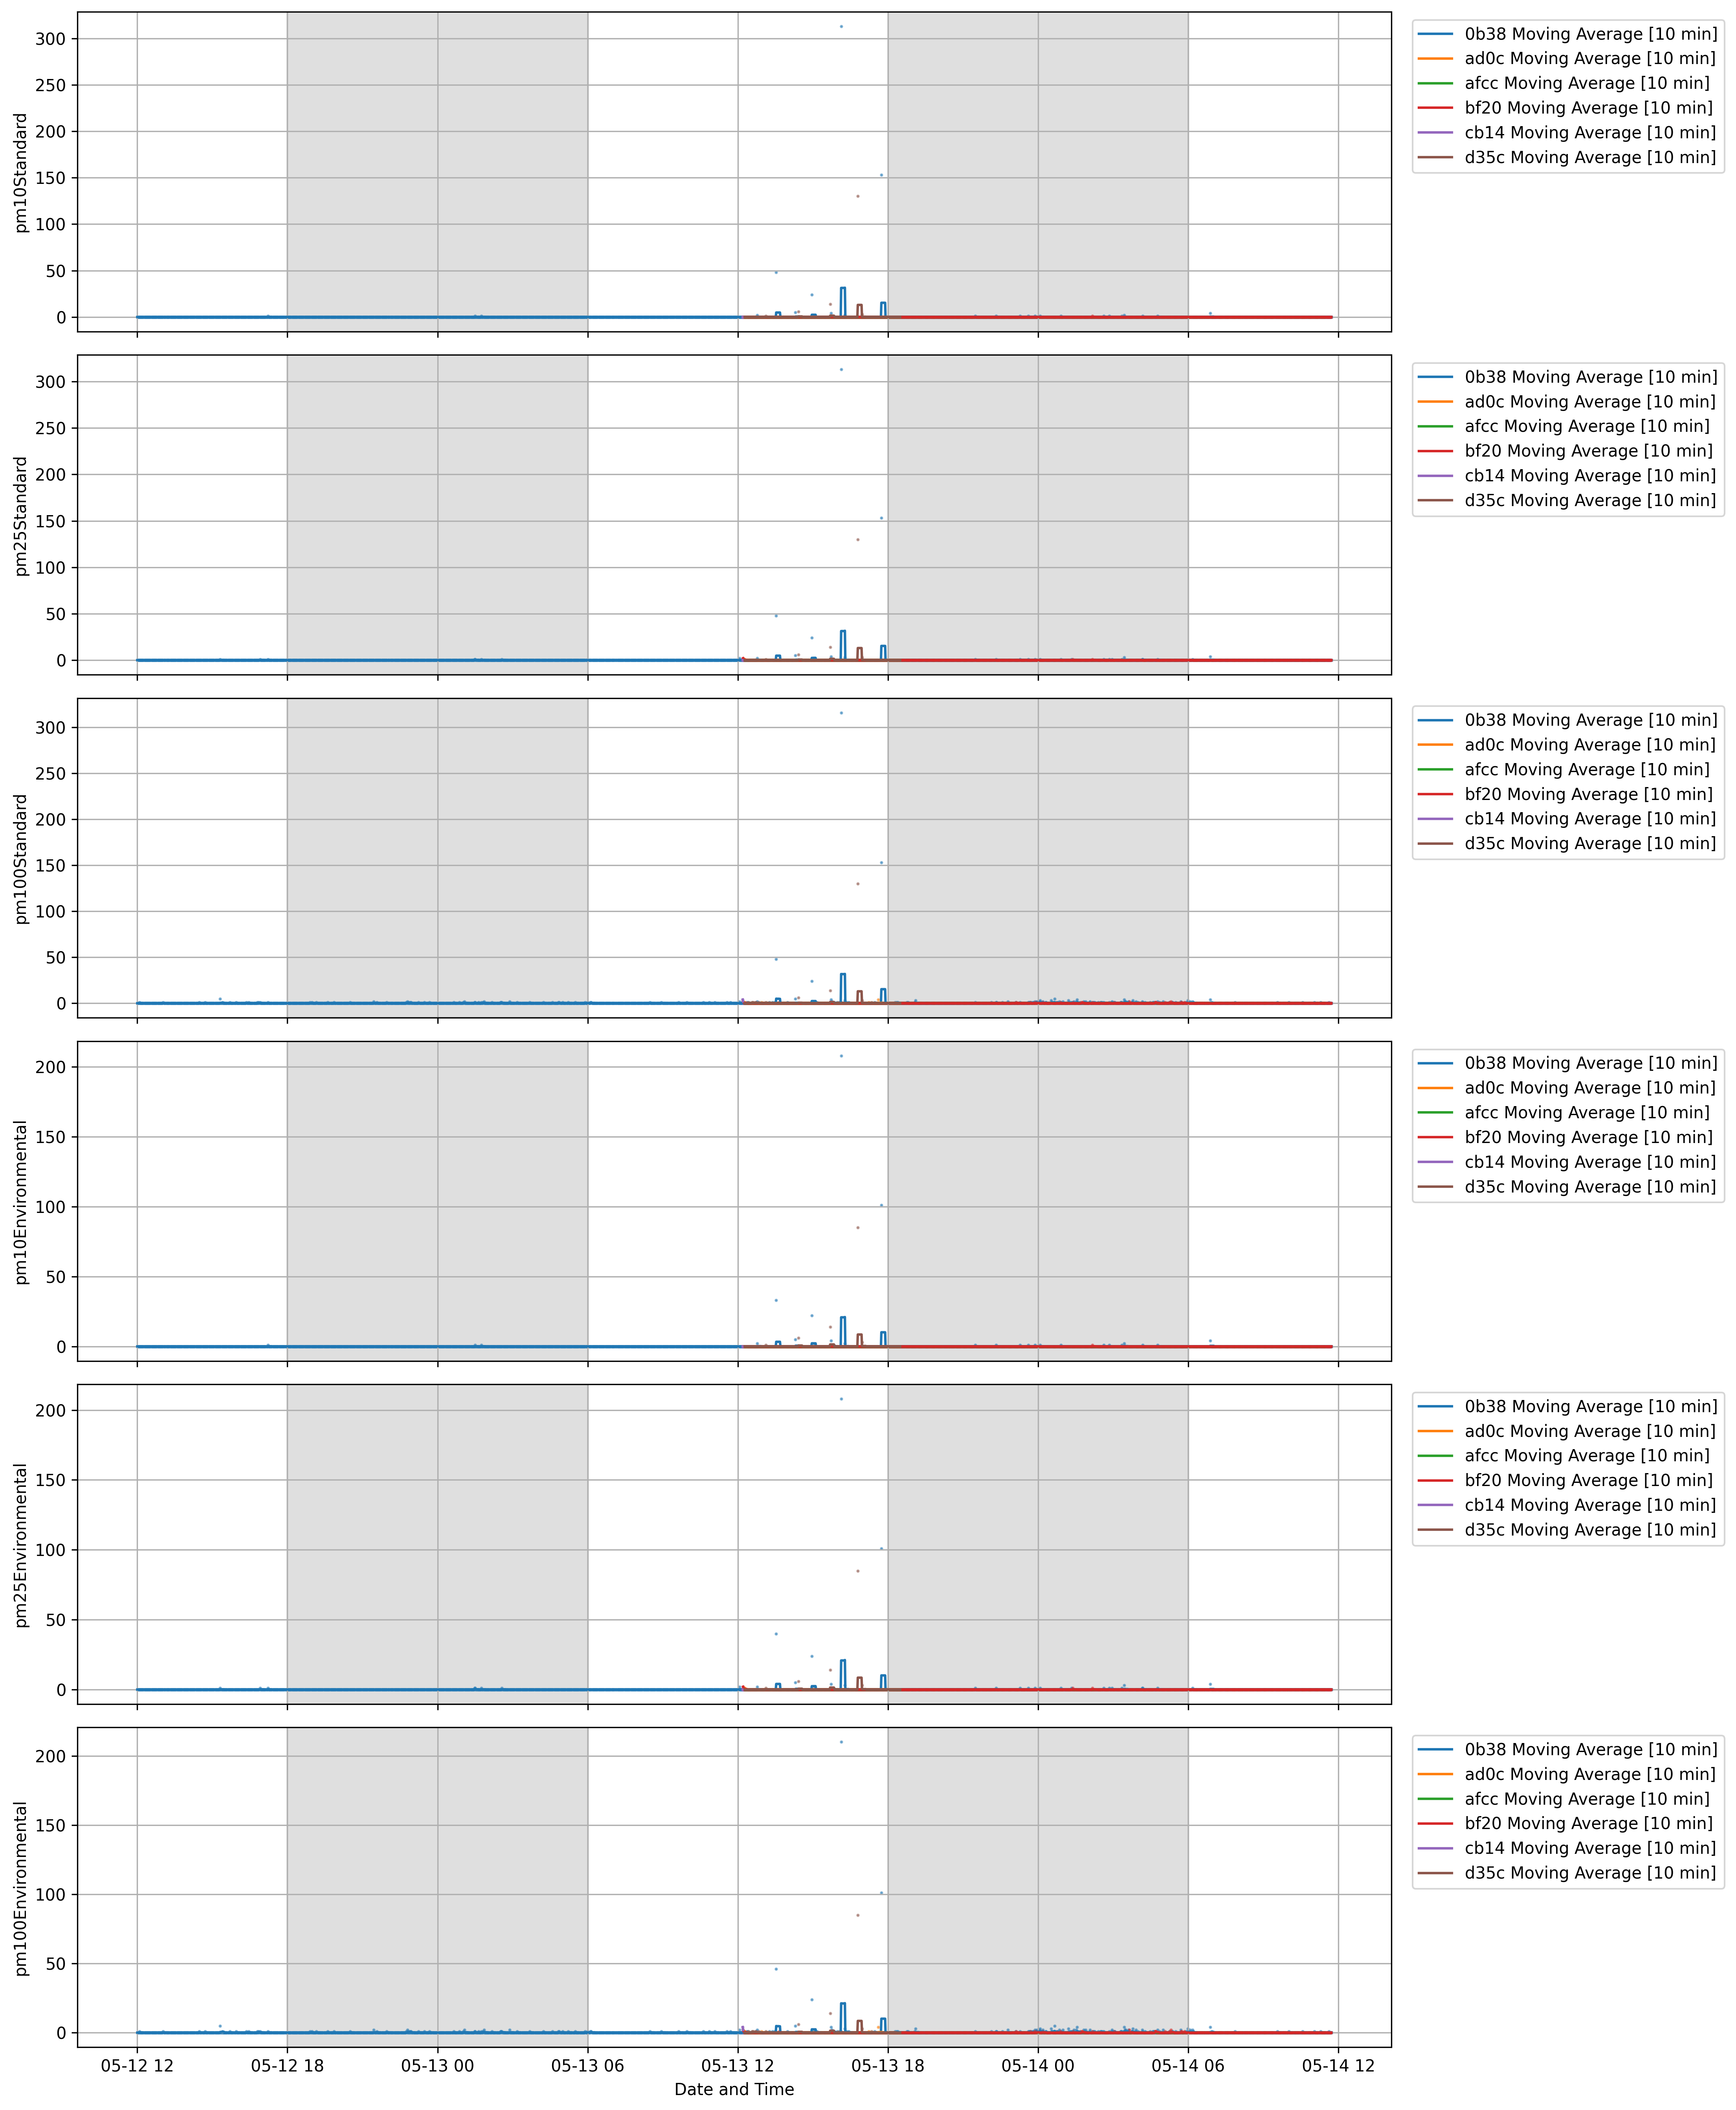 pm10Standard
300
250
200
150
100
50
0
0b38 Moving Average [10 min]
ad0c Moving Average [10 min]
afcc Moving Average [10 min]
bf20 Moving Average [10 min]
cb14 Moving Average [10 min]
d35c Moving Average [10 min]
pm25Standard
300
250
200
150
100
50
0
0b38 Moving Average [10 min]
ad0c Moving Average [10 min]
afcc Moving Average [10 min]
bf20 Moving Average [10 min]
cb14 Moving Average [10 min]
d35c Moving Average [10 min]
pm100Standard
300
250
200
150
100
50
0
0b38 Moving Average [10 min]
ad0c Moving Average [10 min]
afcc Moving Average [10 min]
bf20 Moving Average [10 min]
cb14 Moving Average [10 min]
d35c Moving Average [10 min]
pm10Environmental
200
150
100
50
0
0b38 Moving Average [10 min]
ad0c Moving Average [10 min]
afcc Moving Average [10 min]
bf20 Moving Average [10 min]
cb14 Moving Average [10 min]
d35c Moving Average [10 min]
pm25Environmental
200
150
100
50
0
0b38 Moving Average [10 min]
ad0c Moving Average [10 min]
afcc Moving Average [10 min]
bf20 Moving Average [10 min]
cb14 Moving Average [10 min]
d35c Moving Average [10 min]
pm100Environmental
200
150
100
50
0
0b38 Moving Average [10 min]
ad0c Moving Average [10 min]
afcc Moving Average [10 min]
bf20 Moving Average [10 min]
cb14 Moving Average [10 min]
d35c Moving Average [10 min]
05-12 12 05-12 18 05-13 00 05-13 06 05-13 12 05-13 18 05-14 00 05-14 06 05-14 12
Date and Time